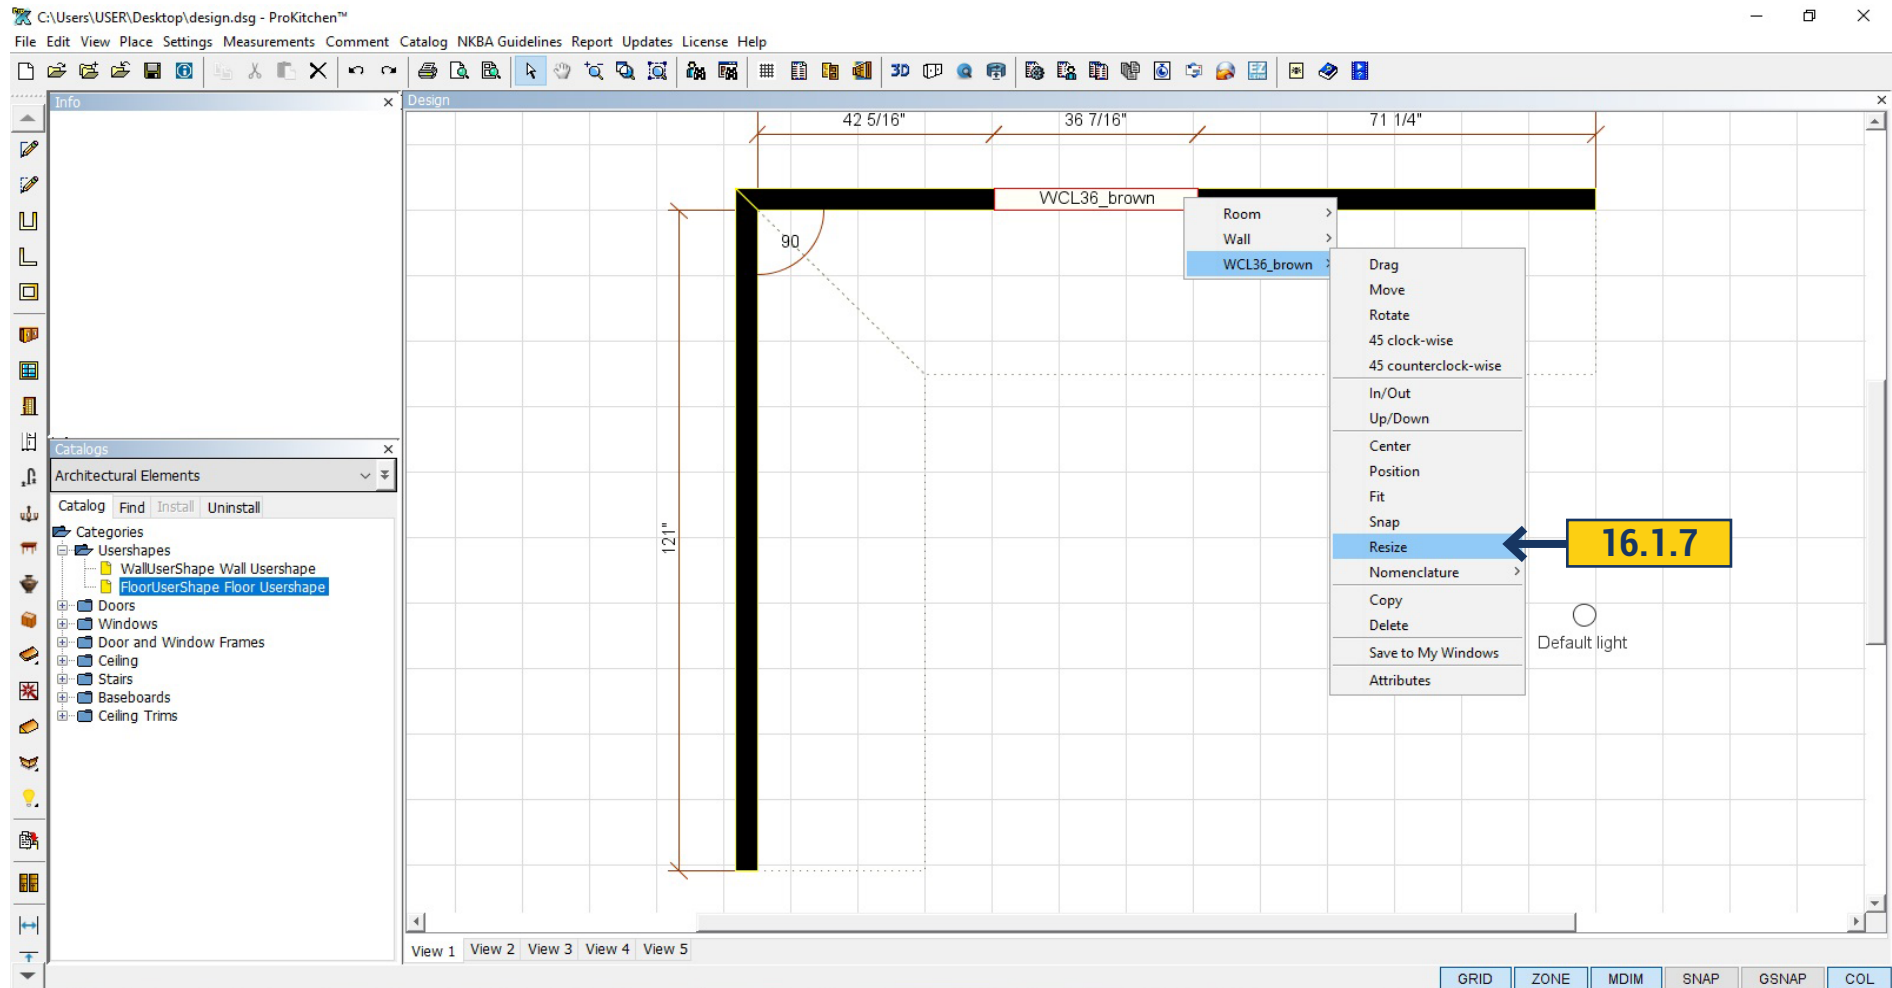 C:\Users\USER\Desktop\design.dsg - ProKitchen™
File Edit View Place Settings Measurements Comment Catalog NKBA Guidelines Report Updates License Help
3D
Info
Design
42 5/16" 36 7/16" 71 1/4"
WCL36_brown
90
121"
Room
Wall
WCL36_brown
Drag
Move
Rotate
45 clock-wise
45 counterclock-wise
In/Out
Up/Down
Center
Position
Fit
Snap
Resize
Nomenclature
Copy
Delete
Save to My Windows
Attributes
16.1.7
Default light
Catalogs
Architectural Elements
Catalog Find Install Uninstall
Categories
Usershapes
WallUserShape Wall Usershape
FloorUserShape Floor Usershape
Doors
Windows
Door and Window Frames
Ceiling
Stairs
Baseboards
Ceiling Trims
View 1 View 2 View 3 View 4 View 5
GRID ZONE MDIM SNAP GSNAP COL